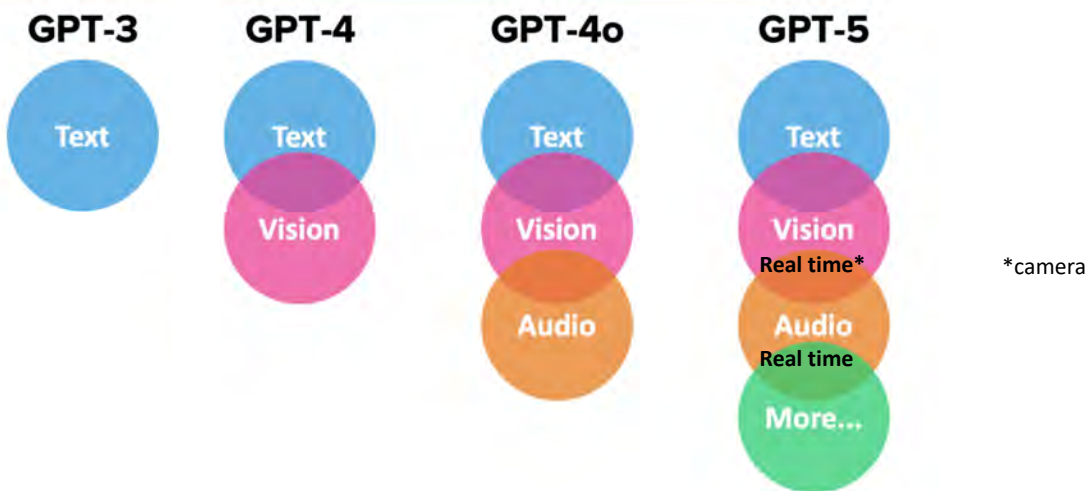 GPT-3 GPT-4 GPT-4o GPT-5
Text Text Text Text
Vision Vision Vision
Real time* *camera
Audio Audio
Real time
More...